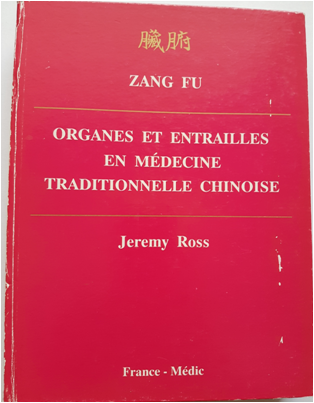 臟腑
ZANG FU
ORGANES ET ENTRAILLES
EN MÉDECINE
TRADITIONNELLE CHINOISE
Jeremy Ross
France - Médic